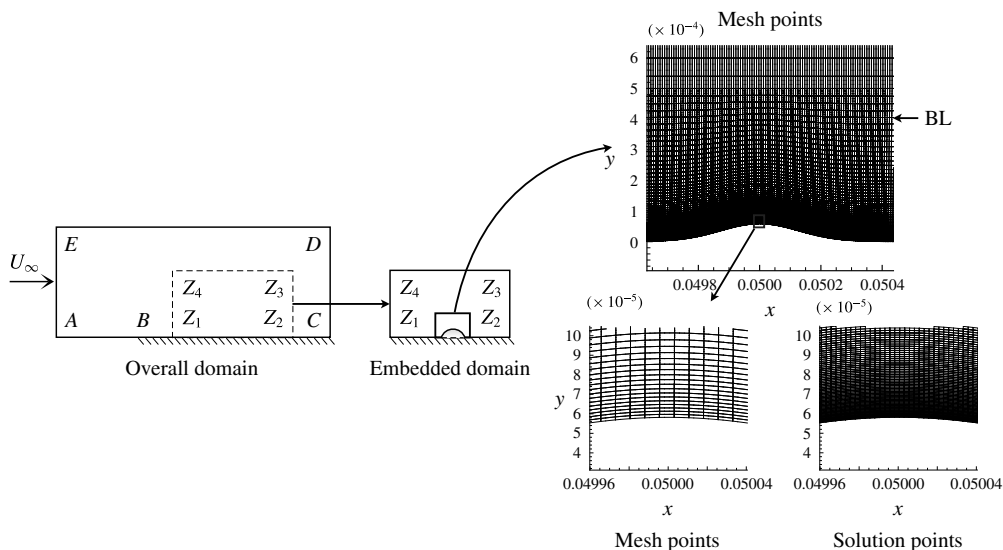 Mesh points
(× 10⁻⁴)
6
5
4
3
2
1
0
y
BL
0.0498 0.0500 0.0502 0.0504
x
U∞
E D
Z4 Z3
Z1 Z2
A B C
Overall domain
Z4 Z3
Z1 Z2
Embedded domain
(× 10⁻⁵)
10
9
8
7
6
5
4
y
0.04996 0.05000 0.05004
x
Mesh points
(× 10⁻⁵)
10
9
8
7
6
5
4
0.04996 0.05000 0.05004
x
Solution points